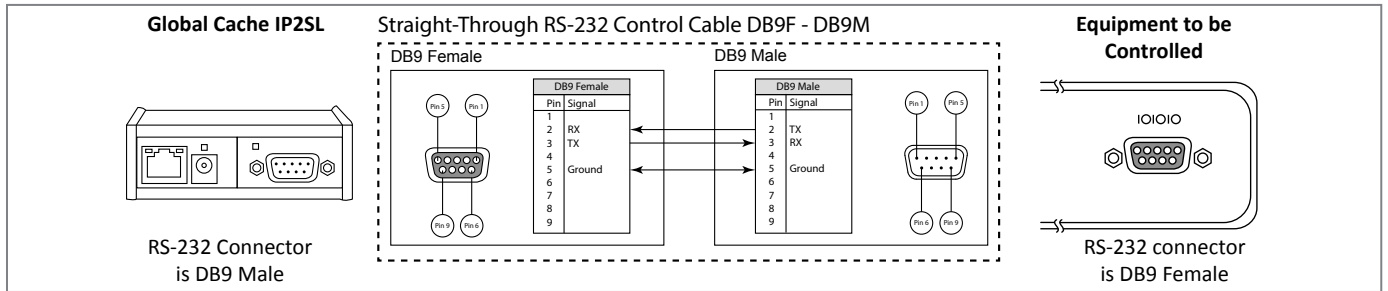 Global Cache IP2SL
Straight-Through RS-232 Control Cable DB9F - DB9M
Equipment to be
Controlled
DB9 Female
DB9 Male
DB9 Female
Pin Signal
1
2 RX
3 TX
4
5 Ground
6
7
8
9
Pin 5 Pin 1
Pin 9 Pin 6
DB9 Male
Pin Signal
1
2 TX
3 RX
4
5 Ground
6
7
8
9
Pin 1 Pin 5
Pin 6 Pin 9
IOIOIO
RS-232 Connector
is DB9 Male
RS-232 connector
is DB9 Female